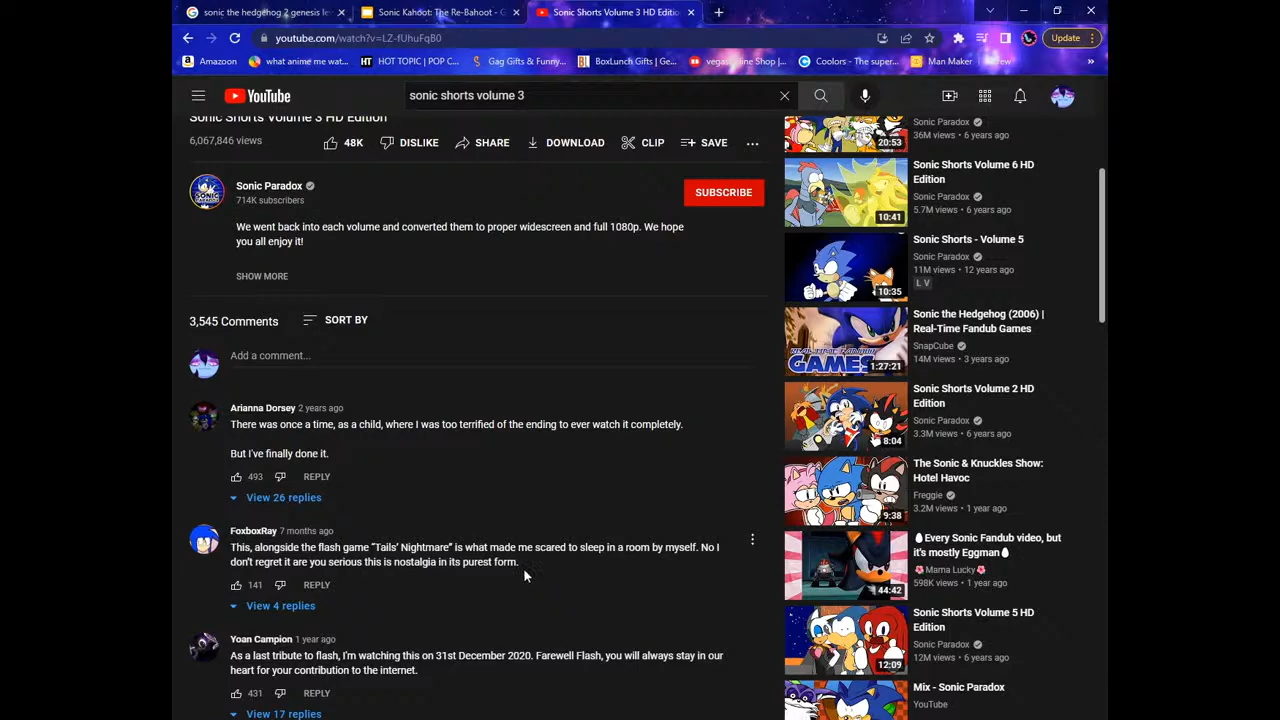 sonic the hedgehog 2 genesis le
Sonic Kahoot: The Re-Bahoot - G
Sonic Shorts Volume 3 HD Editio
youtube.com/watch?v=LZ-fUhuFqB0
Update
Amazoon
what animé me wat...
HOT TOPIC | POP C...
Gag Gifts & Funny...
BoxLunch Gifts | Ge...
vegas
ine Shop |...
Coolors - The super...
Man Maker
»
YouTube
sonic shorts volume 3
Sonic Shorts Volume 3 HD Edition
6,067,846 views
48K
DISLIKE
SHARE
DOWNLOAD
CLIP
SAVE
Sonic Paradox
714K subscribers
SUBSCRIBE
We went back into each volume and converted them to proper widescreen and full 1080p. We hope
you all enjoy it!
SHOW MORE
3,545 Comments
SORT BY
Add a comment...
Arianna Dorsey 2 years ago
There was once a time, as a child, where I was too terrified of the ending to ever watch it completely.
But I've finally done it.
493
REPLY
View 26 replies
FoxboxRay 7 months ago
This, alongside the flash game “Tails’ Nightmare” is what made me scared to sleep in a room by myself. No I
don’t regret it are you serious this is nostalgia in its purest form.
141
REPLY
View 4 replies
Yoan Campion 1 year ago
As a last tribute to flash, I'm watching this on 31st December 2020. Farewell Flash, you will always stay in our
heart for your contribution to the internet.
431
REPLY
View 17 replies
Sonic Paradox
36M views • 6 years ago
20:53
Sonic Shorts Volume 6 HD
Edition
Sonic Paradox
5.7M views • 6 years ago
10:41
Sonic Shorts - Volume 5
Sonic Paradox
11M views • 12 years ago
L V
10:35
Sonic the Hedgehog (2006) |
Real-Time Fandub Games
SnapCube
14M views • 3 years ago
REAL-TIME FANDUB
GAMES
1:27:21
Sonic Shorts Volume 2 HD
Edition
Sonic Paradox
3.3M views • 6 years ago
8:04
The Sonic & Knuckles Show:
Hotel Havoc
Freggie
3.2M views • 1 year ago
9:38
Every Sonic Fandub video, but
it's mostly Eggman
Mama Lucky
598K views • 1 year ago
44:42
Sonic Shorts Volume 5 HD
Edition
Sonic Paradox
12M views • 6 years ago
12:09
Mix - Sonic Paradox
YouTube